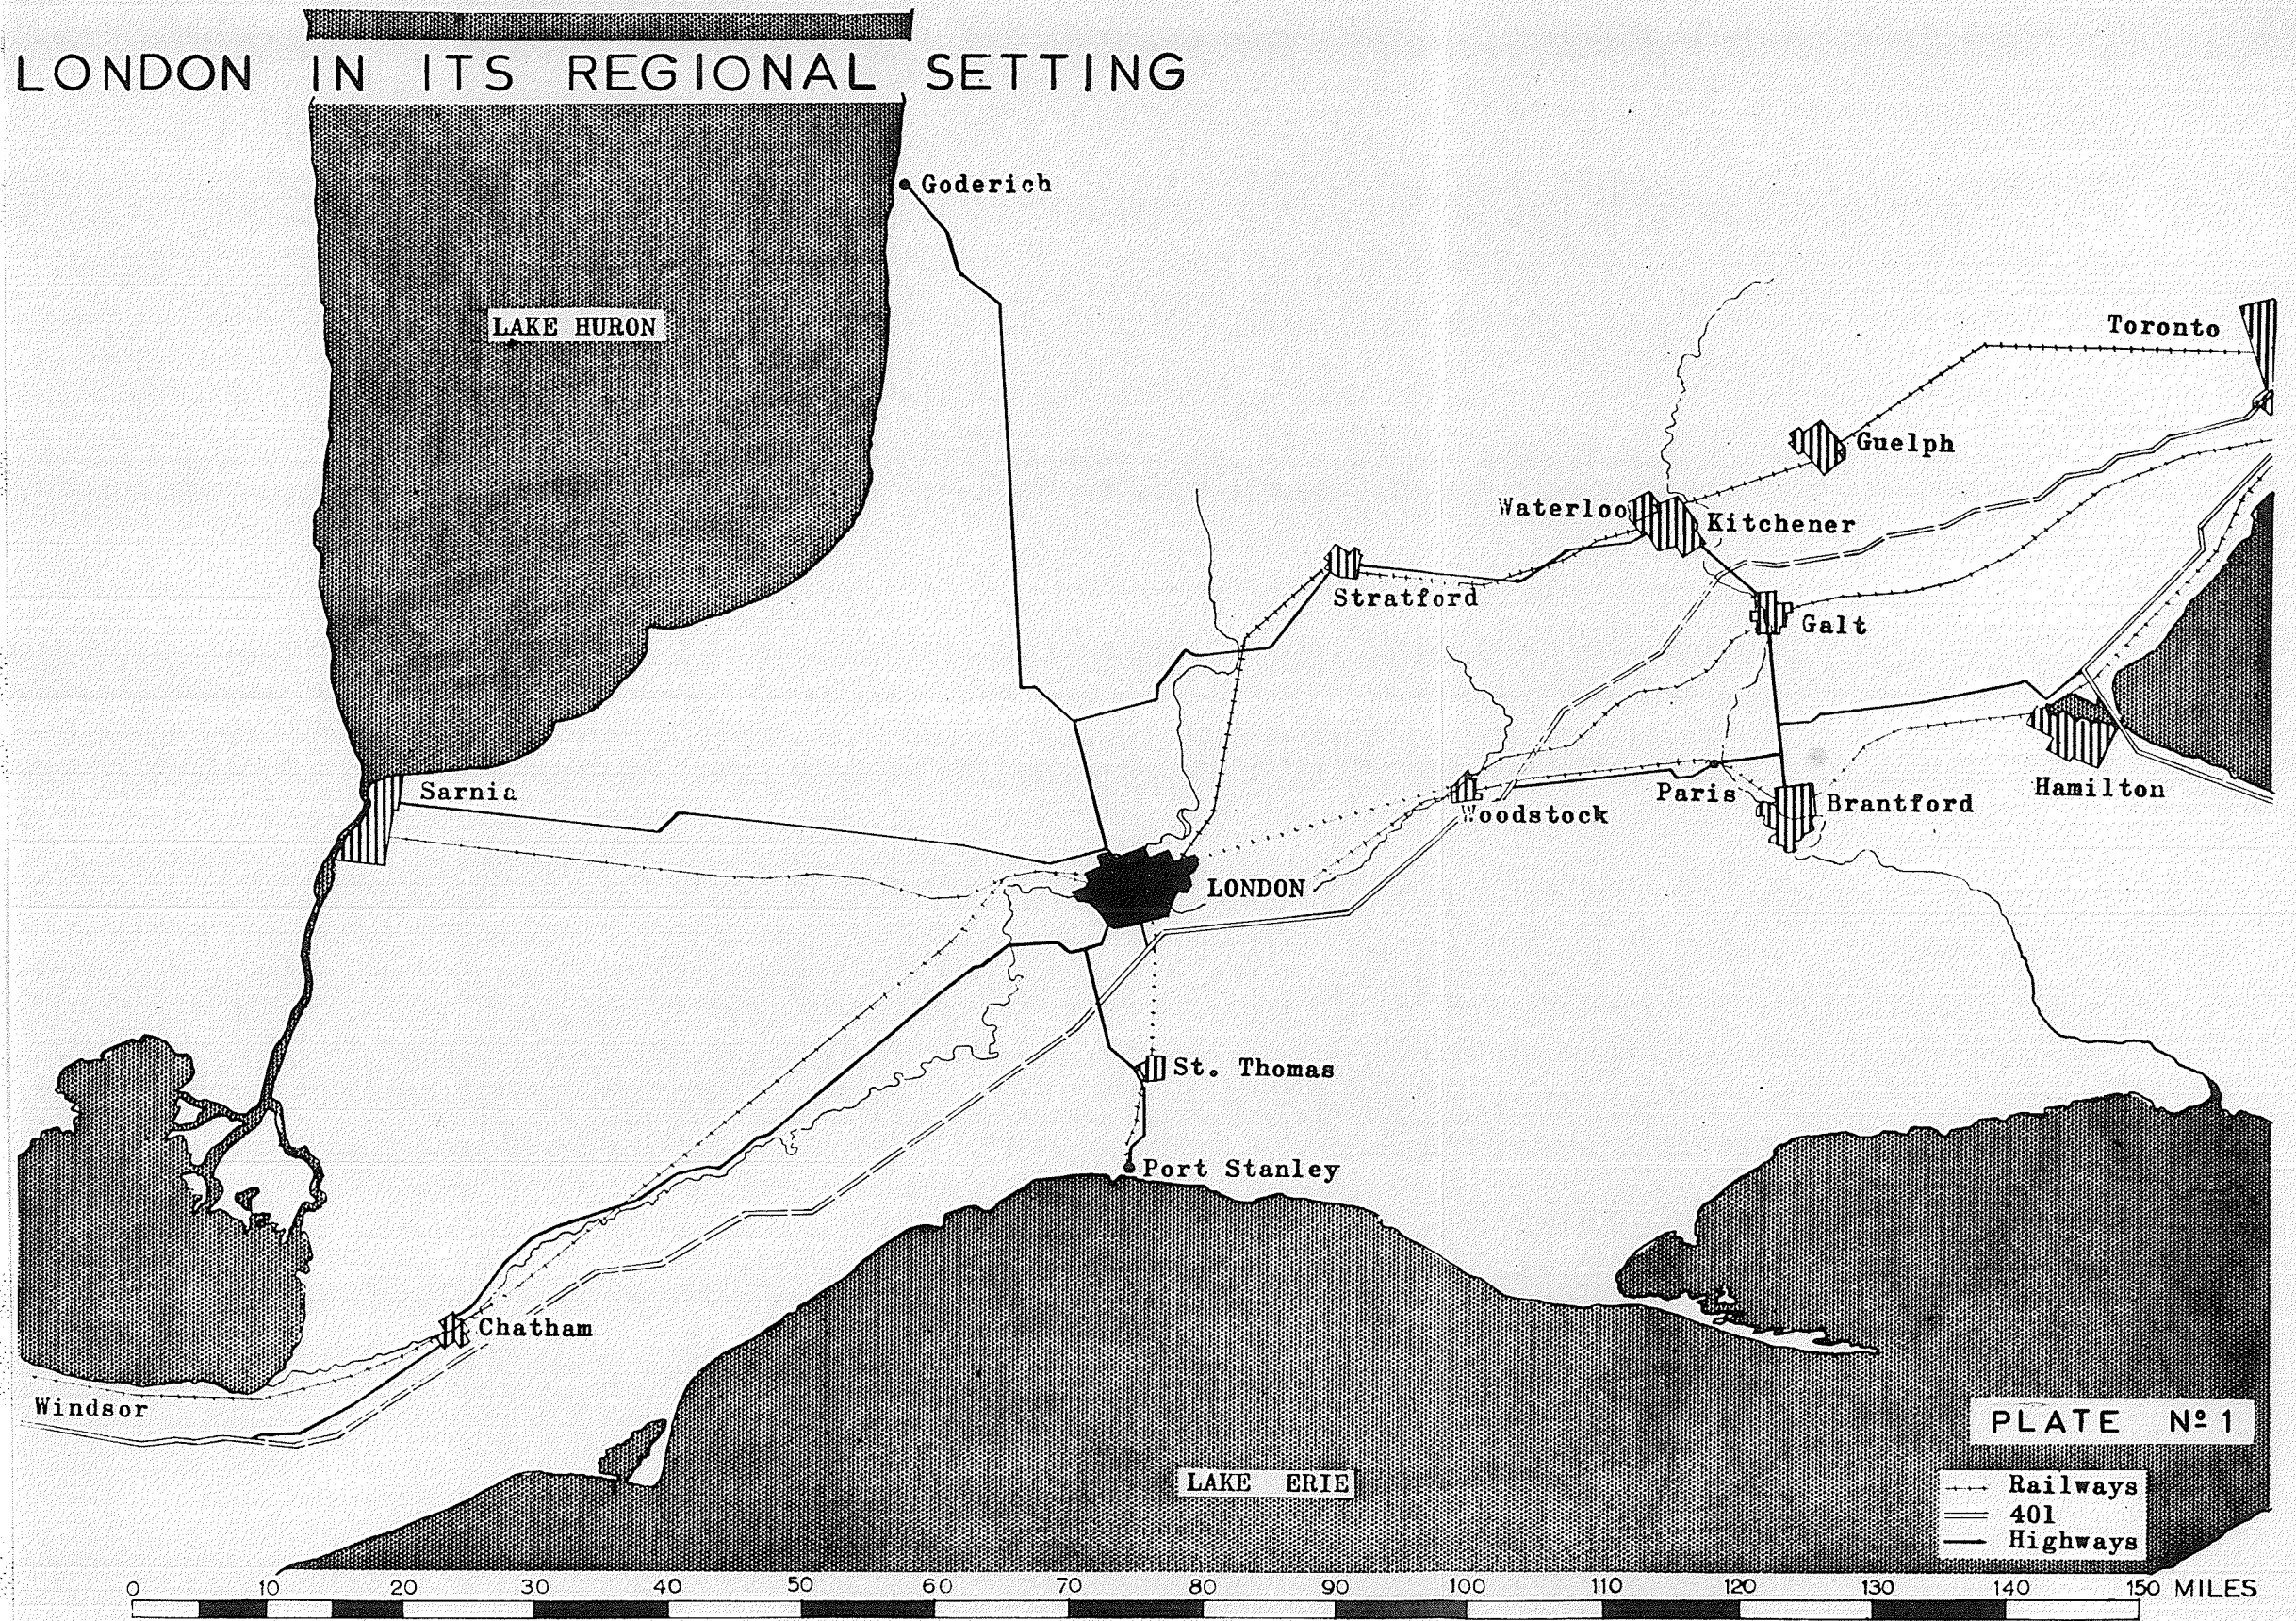 LONDON IN ITS REGIONAL SETTING
Goderich
LAKE HURON
Toronto
Guelph
Waterloo
Kitchener
Stratford
Galt
Sarnia
Woodstock
Paris
Brantford
Hamilton
LONDON
St. Thomas
Port Stanley
Chatham
Windsor
LAKE ERIE
PLATE Nº 1
Railways
401
Highways
0 10 20 30 40 50 60 70 80 90 100 110 120 130 140 150 MILES